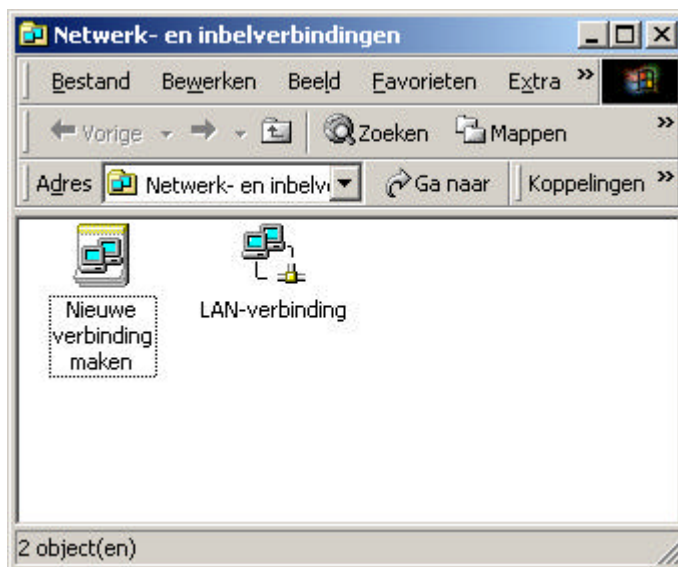 Netwerk- en inbelverbindingen
Bestand Bewerken Beeld Favorieten Extra »
Vorige Zoeken Mappen »
Adres Netwerk- en inbelv Ga naar Koppelingen »
Nieuwe verbinding maken
LAN-verbinding
2 object(en)